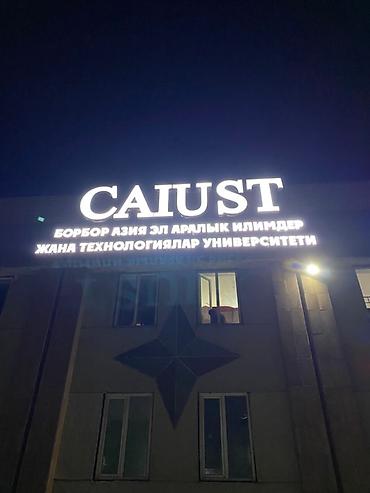 CAIUST
БОРБОР АЗИЯ ЭЛ АРАЛЫК ИЛИМДЕР
ЖАНА ТЕХНОЛОГИЯЛАР УНИВЕРСИТЕТИ